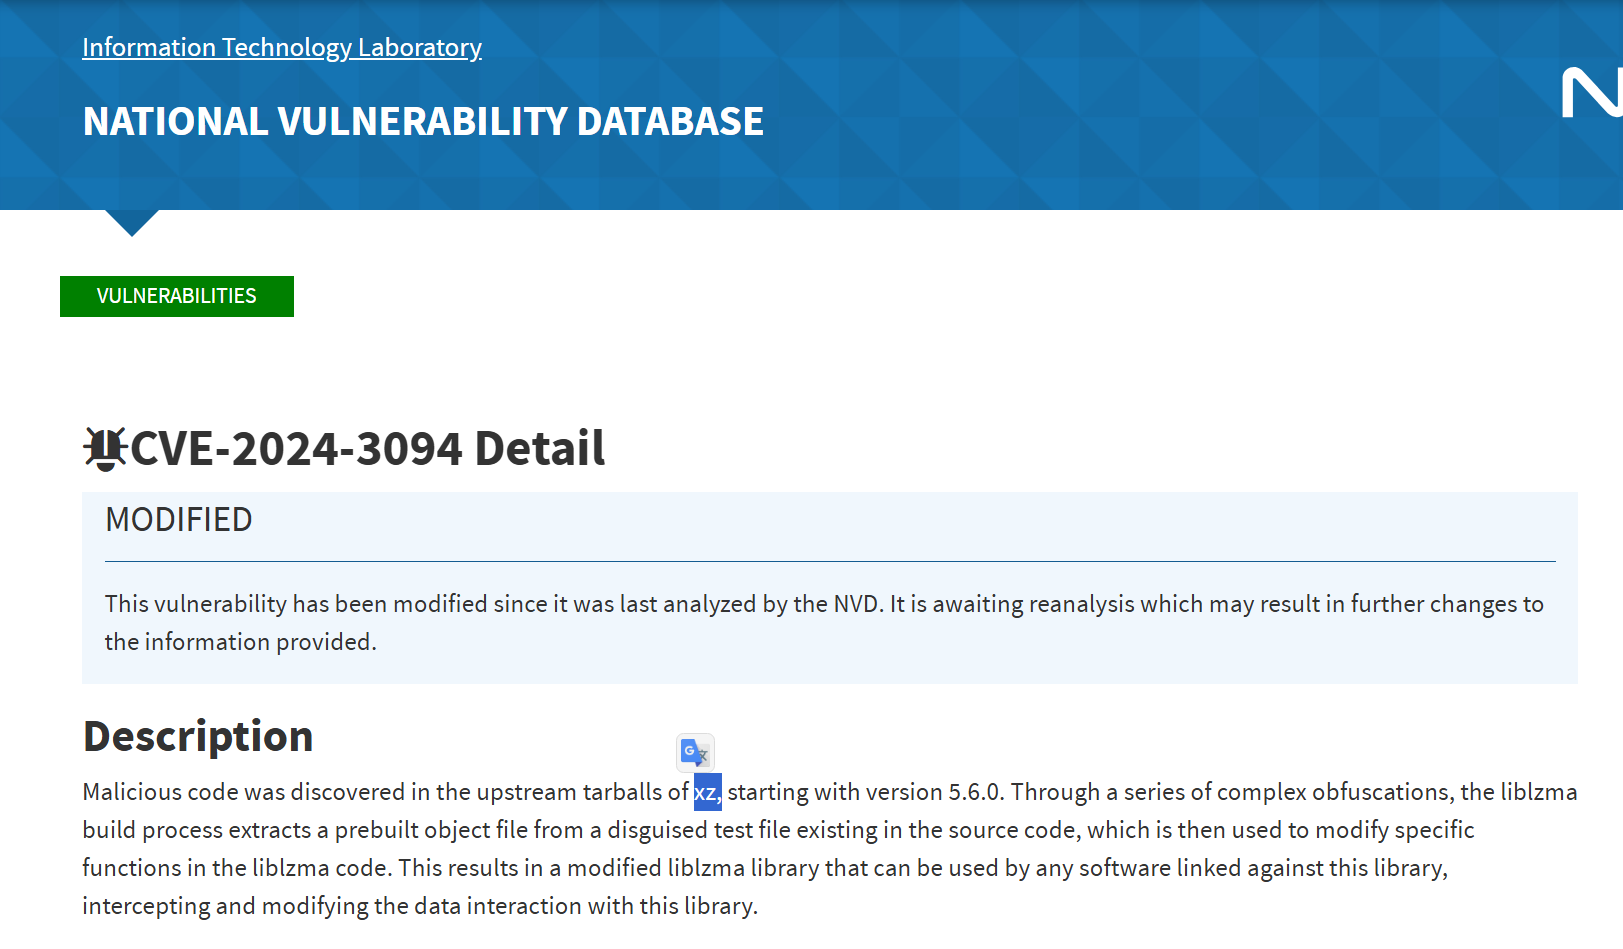 Information Technology Laboratory
NATIONAL VULNERABILITY DATABASE
VULNERABILITIES
CVE-2024-3094 Detail
MODIFIED
This vulnerability has been modified since it was last analyzed by the NVD. It is awaiting reanalysis which may result in further changes to
the information provided.
Description
Malicious code was discovered in the upstream tarballs of xz, starting with version 5.6.0. Through a series of complex obfuscations, the liblzma
build process extracts a prebuilt object file from a disguised test file existing in the source code, which is then used to modify specific
functions in the liblzma code. This results in a modified liblzma library that can be used by any software linked against this library,
intercepting and modifying the data interaction with this library.